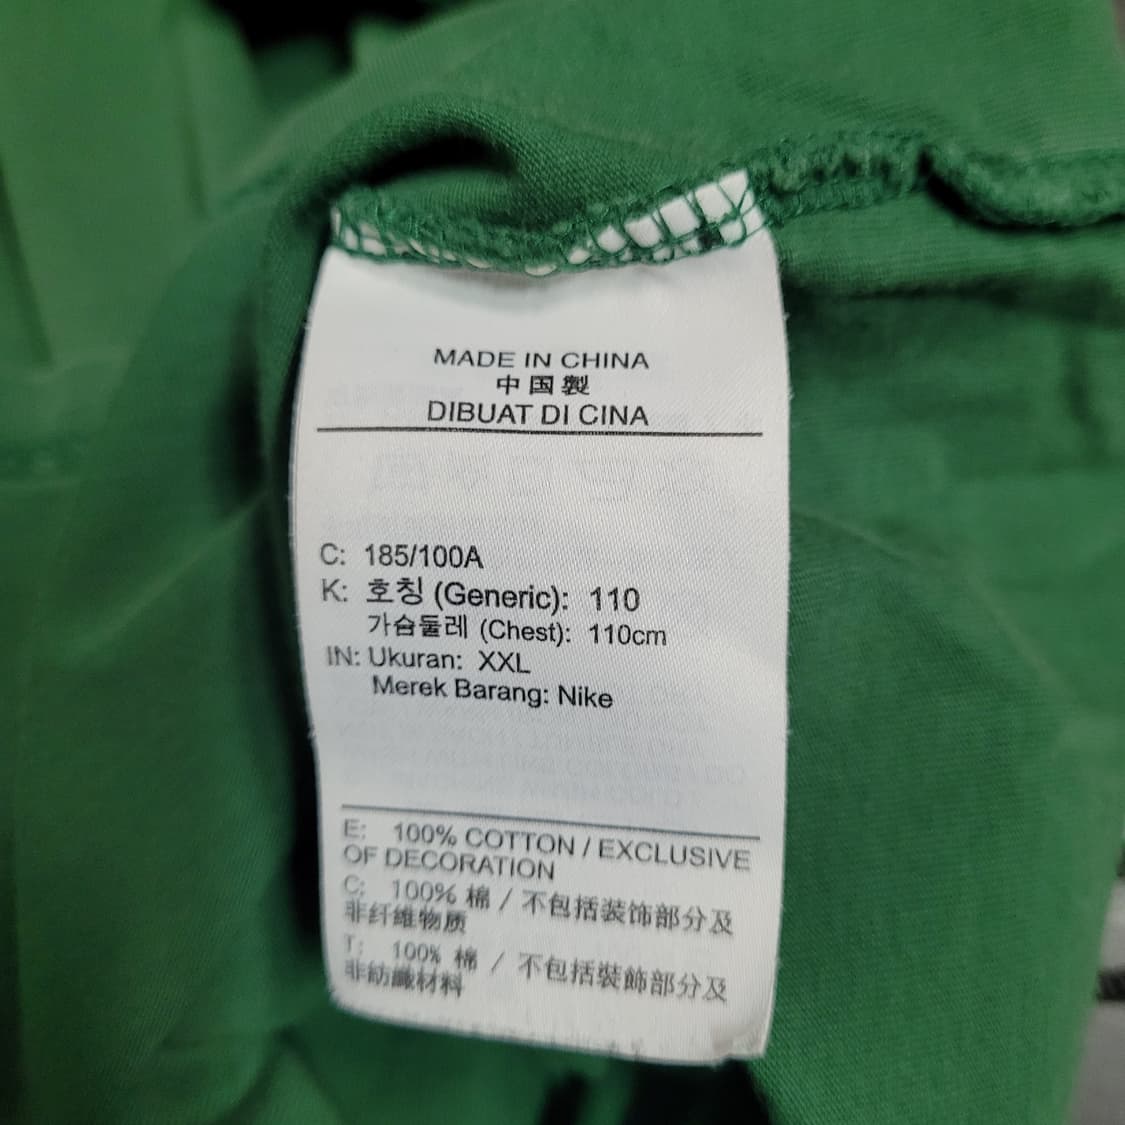 MADE IN CHINA
中国製
DIBUAT DI CINA
C: 185/100A
K: 호칭 (Generic): 110
가슴둘레 (Chest): 110cm
IN: Ukuran: XXL
Merek Barang: Nike
E: 100% COTTON / EXCLUSIVE
OF DECORATION
C: 100% 棉 / 不包括装饰部分及
非纤维物质
T: 100% 棉 / 不包括裝飾部分及
非紡織材料